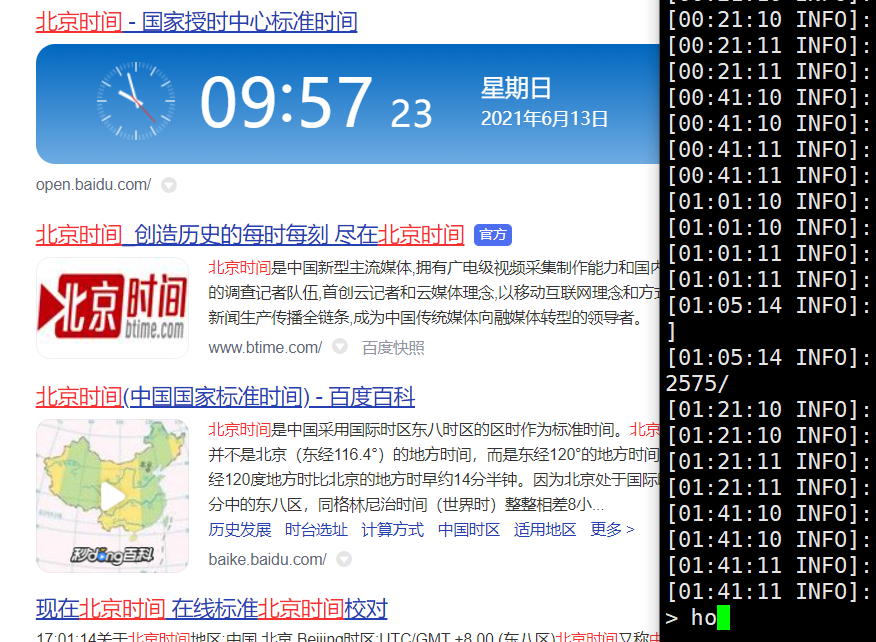 北京时间 - 国家授时中心标准时间
09:57 23
星期日
2021年6月13日
open.baidu.com/
北京时间_创造历史的每时每刻 尽在北京时间 官方
北京时间
btime.com
北京时间是中国新型主流媒体,拥有广电级视频采集制作能力和国内
的调查记者队伍,首创云记者和云媒体理念,以移动互联网理念和方式
新闻生产传播全链条,成为中国传统媒体向融媒体转型的领导者。
www.btime.com/ 百度快照
北京时间(中国国家标准时间) - 百度百科
秒dong百科
北京时间是中国采用国际时区东八时区的区时作为标准时间。北京
并不是北京（东经116.4°）的地方时间，而是东经120°的地方时间
经120度地方时比北京的地方时早约14分半钟。因为北京处于国际时
分中的东八区，同格林尼治时间（世界时）整整相差8小...
历史发展 时台选址 计算方式 中国时区 适用地区 更多 >
baike.baidu.com/
现在北京时间 在线标准北京时间校对
17:01:14关于北京时间地区:中国 北京 Beijing时区:UTC/GMT +8.00 (东八区)北京时间又称中
[00:21:10 INFO]:
[00:21:11 INFO]:
[00:21:11 INFO]:
[00:41:10 INFO]:
[00:41:10 INFO]:
[00:41:11 INFO]:
[00:41:11 INFO]:
[01:01:10 INFO]:
[01:01:10 INFO]:
[01:01:11 INFO]:
[01:01:11 INFO]:
[01:05:14 INFO]:
]
[01:05:14 INFO]:
2575/
[01:21:10 INFO]:
[01:21:10 INFO]:
[01:21:11 INFO]:
[01:21:11 INFO]:
[01:41:10 INFO]:
[01:41:10 INFO]:
[01:41:11 INFO]:
[01:41:11 INFO]:
> ho